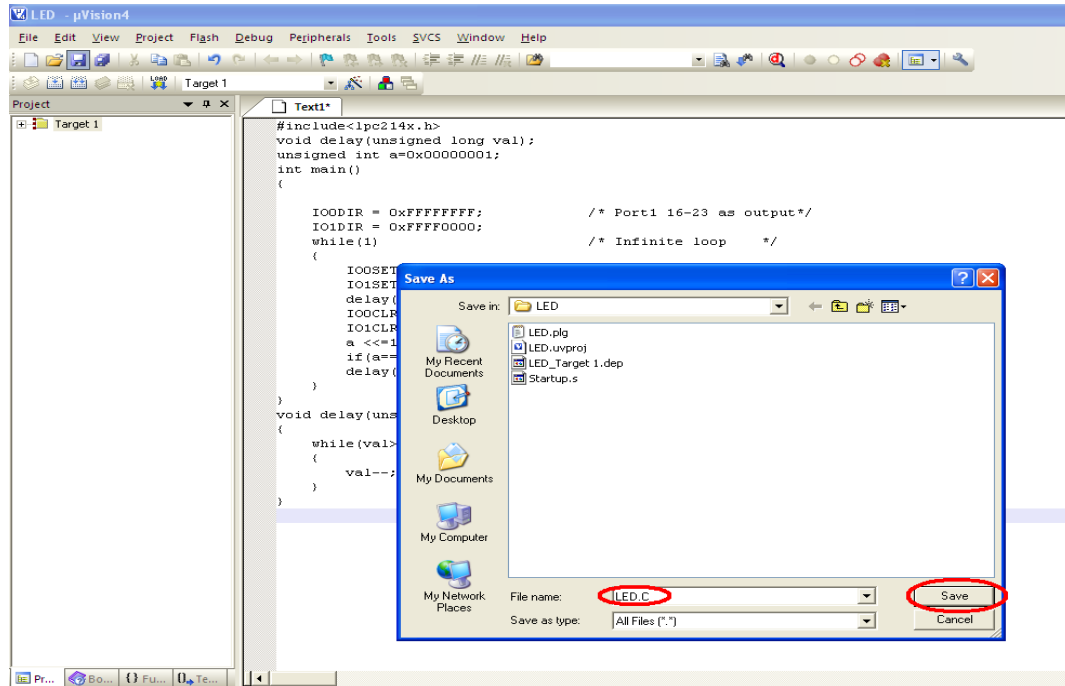 LED - µVision4
File Edit View Project Flash Debug Peripherals Tools SVCS Window Help
LOAD Target 1
Project
Text1*
Target 1
#include<lpc214x.h>
void delay(unsigned long val);
unsigned int a=0x00000001;
int main()
{
IO0DIR = 0xFFFFFFFF; /* Port1 16-23 as output*/
IO1DIR = 0xFFFF0000;
while(1) /* Infinite loop */
{
IO0SET
IO1SET
delay(
IO0CLR
IO1CLR
a <<=1
if(a==
delay(
}
}
void delay(uns
{
while(val>
{
val--;
}
}
Save As
Save in: LED
LED.plg
LED.uvproj
LED_Target 1.dep
Startup.s
My Recent Documents
Desktop
My Documents
My Computer
My Network Places
File name: LED.C Save
Save as type: All Files (*.*) Cancel
Pr... Bo... {} Fu... Te...